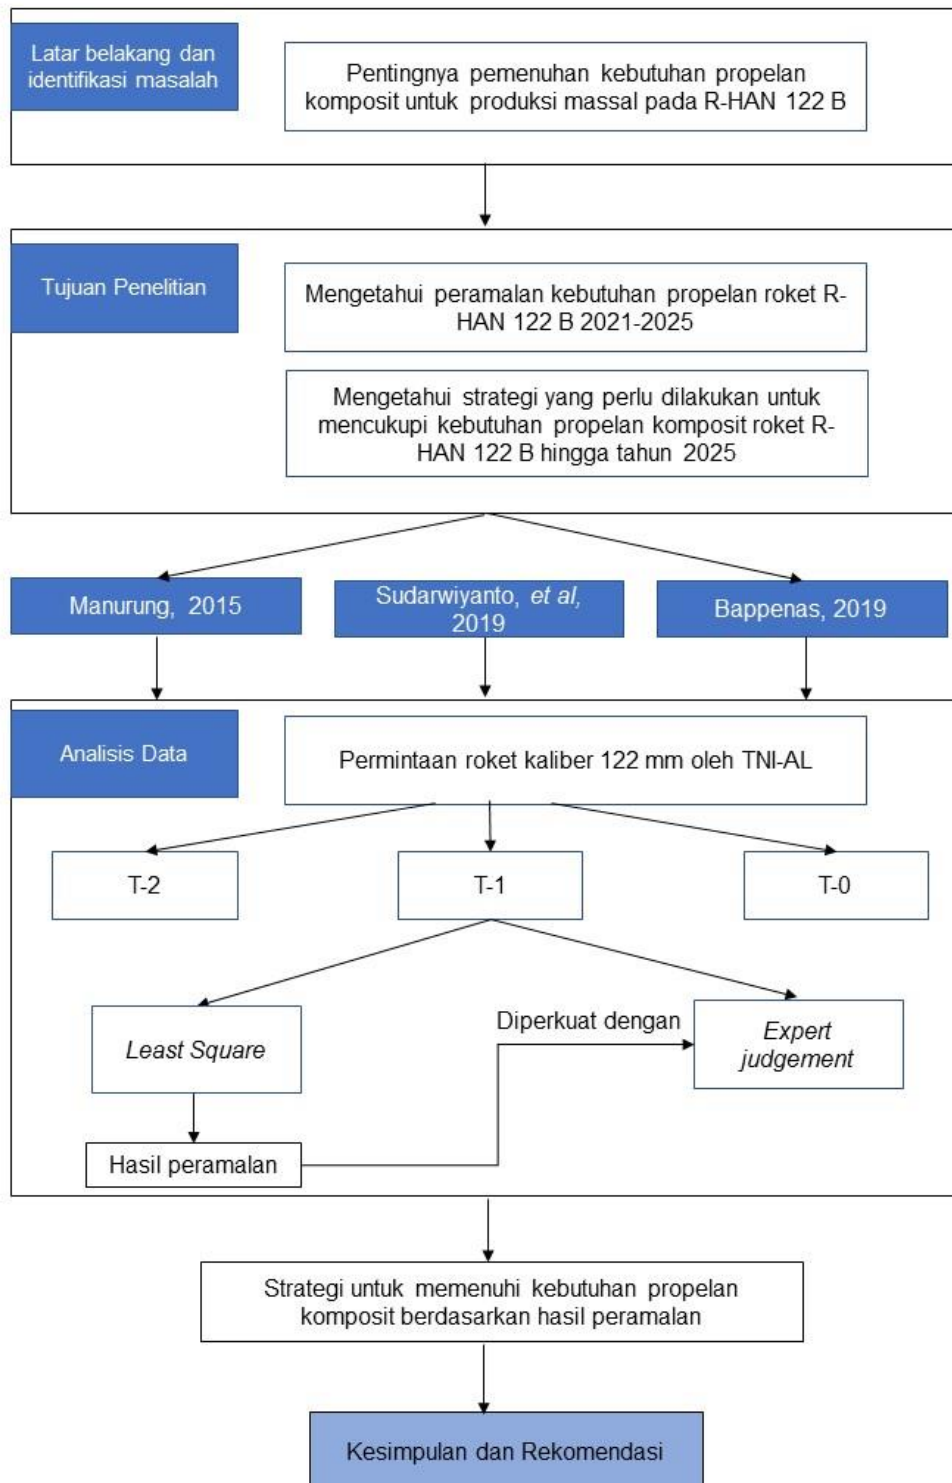 Latar belakang dan
identifikasi masalah
Pentingnya pemenuhan kebutuhan propelan
komposit untuk produksi massal pada R-HAN 122 B
Tujuan Penelitian
Mengetahui peramalan kebutuhan propelan roket R-
HAN 122 B 2021-2025
Mengetahui strategi yang perlu dilakukan untuk
mencukupi kebutuhan propelan komposit roket R-
HAN 122 B hingga tahun 2025
Manurung, 2015
Sudarwiyanto, et al,
2019
Bappenas, 2019
Analisis Data
Permintaan roket kaliber 122 mm oleh TNI-AL
T-2
T-1
T-0
Least Square
Diperkuat dengan
Expert
judgement
Hasil peramalan
Strategi untuk memenuhi kebutuhan propelan
komposit berdasarkan hasil peramalan
Kesimpulan dan Rekomendasi